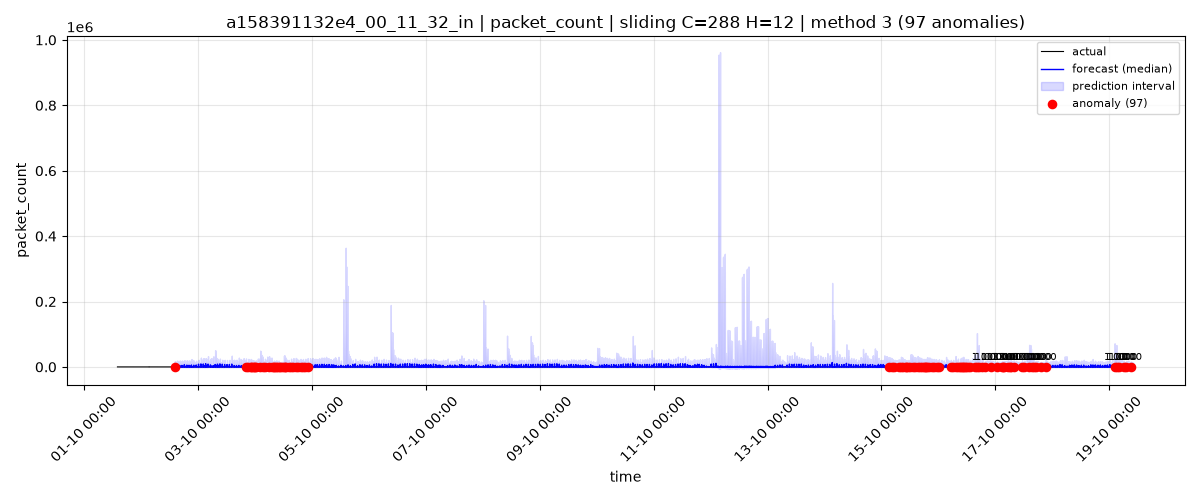 a158391132e4_00_11_32_in | packet_count | sliding C=288 H=12 | method 3 (97 anomalies)
1e6
actual
forecast (median)
prediction interval
anomaly (97)
1.0
0.8
0.6
0.4
0.2
0.0
packet_count
01-10 00:00
03-10 00:00
05-10 00:00
07-10 00:00
09-10 00:00
11-10 00:00
13-10 00:00
15-10 00:00
17-10 00:00
19-10 00:00
time